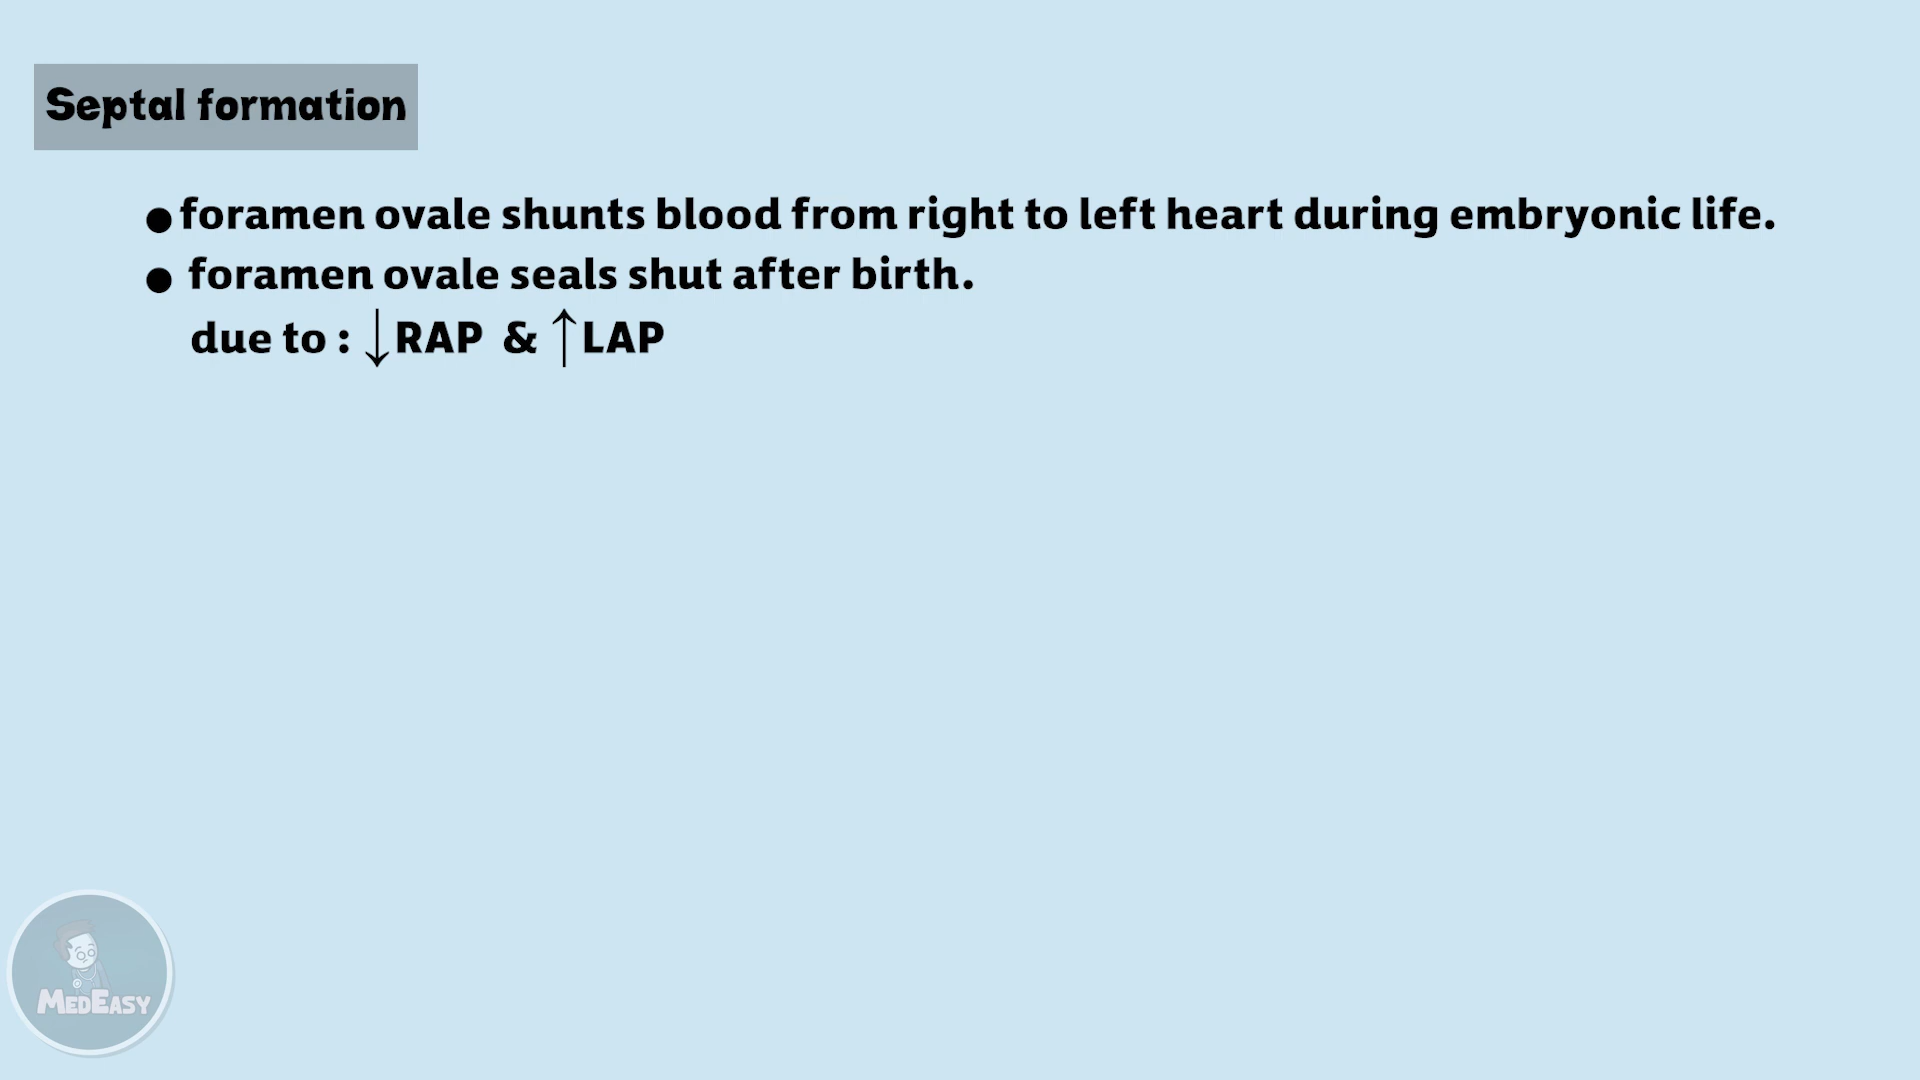 Septal formation
● foramen ovale shunts blood from right to left heart during embryonic life.
● foramen ovale seals shut after birth.
due to : ↓RAP & ↑LAP
MEDEASY